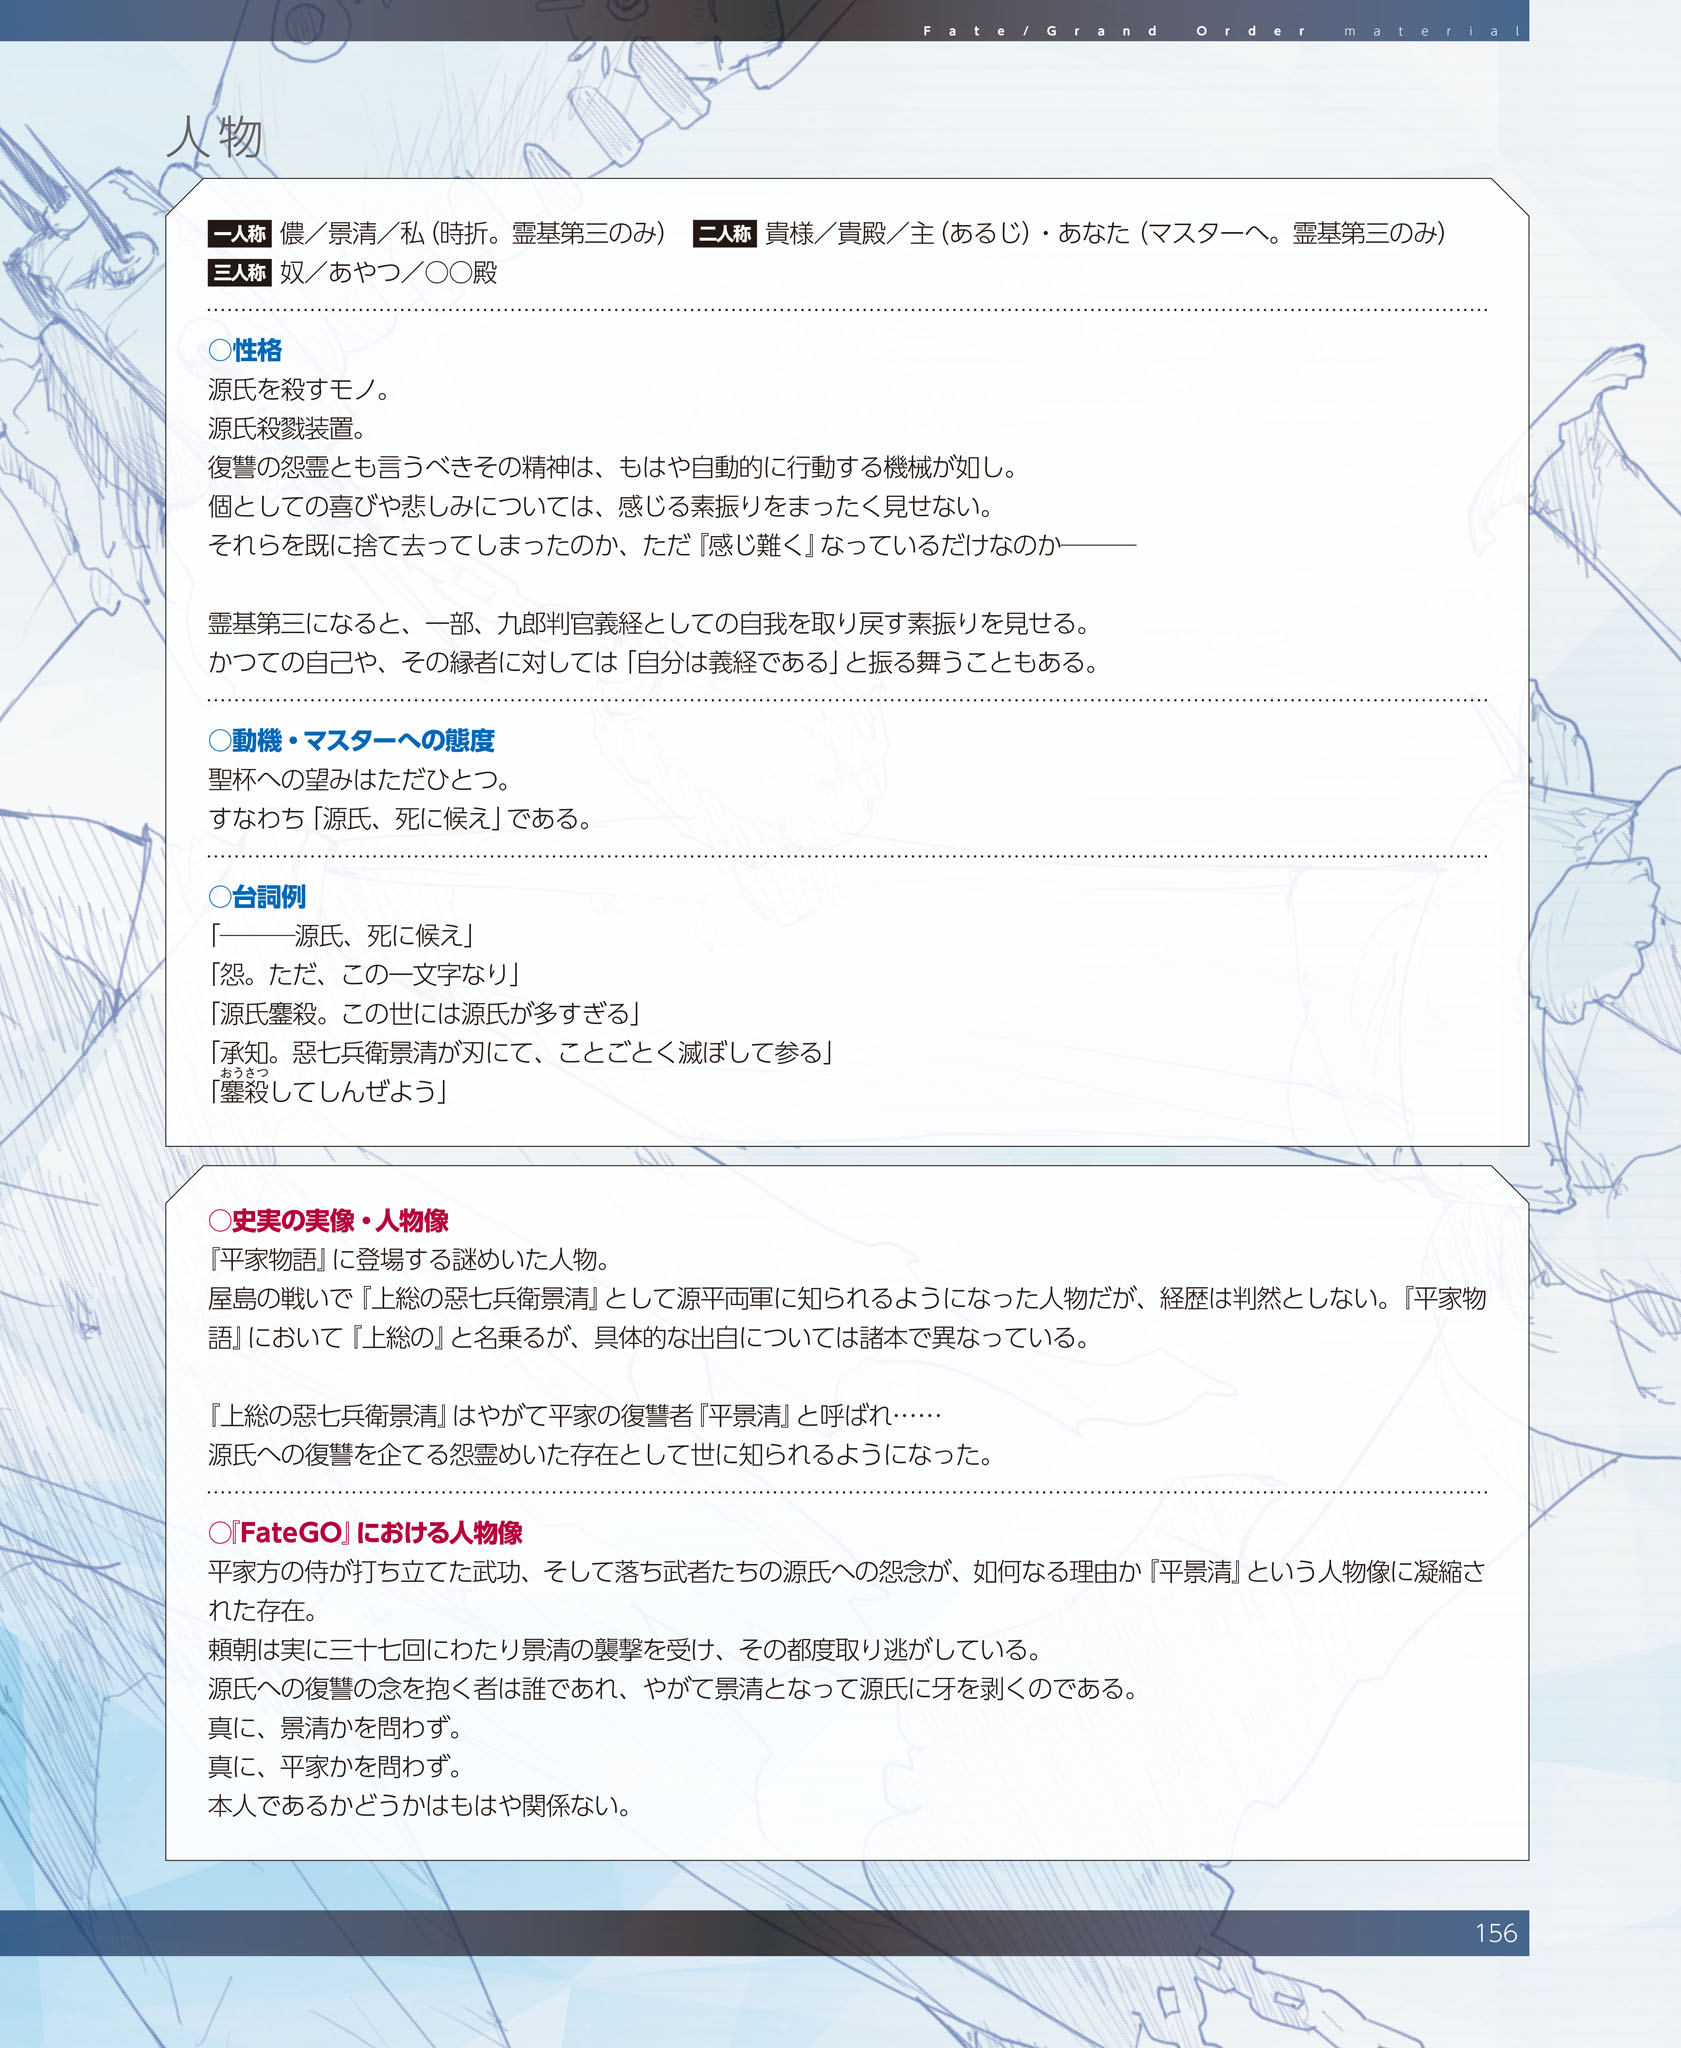 Fate/Grand Order material
人物
一人称 儂／景清／私（時折。霊基第三のみ） 二人称 貴様／貴殿／主（あるじ）・あなた（マスターへ。霊基第三のみ）
三人称 奴／あやつ／○○殿
○性格
源氏を殺すモノ。
源氏殺戮装置。
復讐の怨霊とも言うべきその精神は、もはや自動的に行動する機械が如し。
個としての喜びや悲しみについては、感じる素振りをまったく見せない。
それらを既に捨て去ってしまったのか、ただ『感じ難く』なっているだけなのか―――
霊基第三になると、一部、九郎判官義経としての自我を取り戻す素振りを見せる。
かつての自己や、その縁者に対しては「自分は義経である」と振る舞うこともある。
○動機・マスターへの態度
聖杯への望みはただひとつ。
すなわち「源氏、死に候え」である。
○台詞例
「―――源氏、死に候え」
「怨。ただ、この一文字なり」
「源氏鏖殺。この世には源氏が多すぎる」
「承知。惡七兵衛景清が刃にて、ことごとく滅ぼして参る」
おうさつ
「鏖殺してしんぜよう」
○史実の実像・人物像
『平家物語』に登場する謎めいた人物。
屋島の戦いで『上総の惡七兵衛景清』として源平両軍に知られるようになった人物だが、経歴は判然としない。『平家物
語』において『上総の』と名乗るが、具体的な出自については諸本で異なっている。
『上総の惡七兵衛景清』はやがて平家の復讐者『平景清』と呼ばれ……
源氏への復讐を企てる怨霊めいた存在として世に知られるようになった。
○『FateGO』における人物像
平家方の侍が打ち立てた武功、そして落ち武者たちの源氏への怨念が、如何なる理由か『平景清』という人物像に凝縮さ
れた存在。
頼朝は実に三十七回にわたり景清の襲撃を受け、その都度取り逃がしている。
源氏への復讐の念を抱く者は誰であれ、やがて景清となって源氏に牙を剥くのである。
真に、景清かを問わず。
真に、平家かを問わず。
本人であるかどうかはもはや関係ない。
156